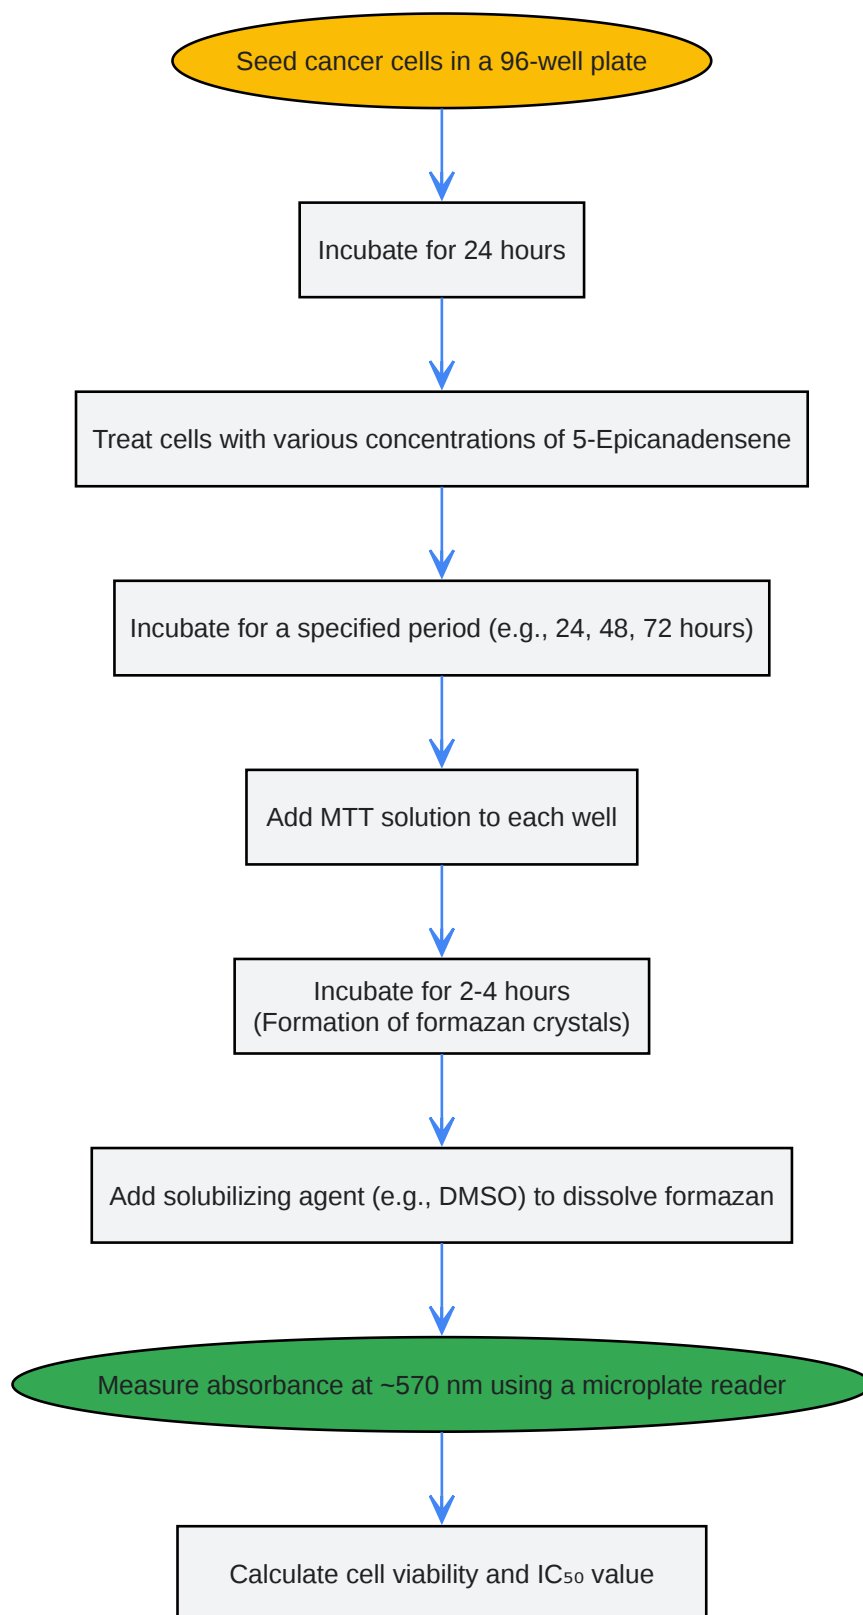 Seed cancer cells in a 96-well plate
Incubate for 24 hours
Treat cells with various concentrations of 5-Epicanadensene
Incubate for a specified period (e.g., 24, 48, 72 hours)
Add MTT solution to each well
Incubate for 2-4 hours
(Formation of formazan crystals)
Add solubilizing agent (e.g., DMSO) to dissolve formazan
Measure absorbance at ~570 nm using a microplate reader
Calculate cell viability and IC₅₀ value